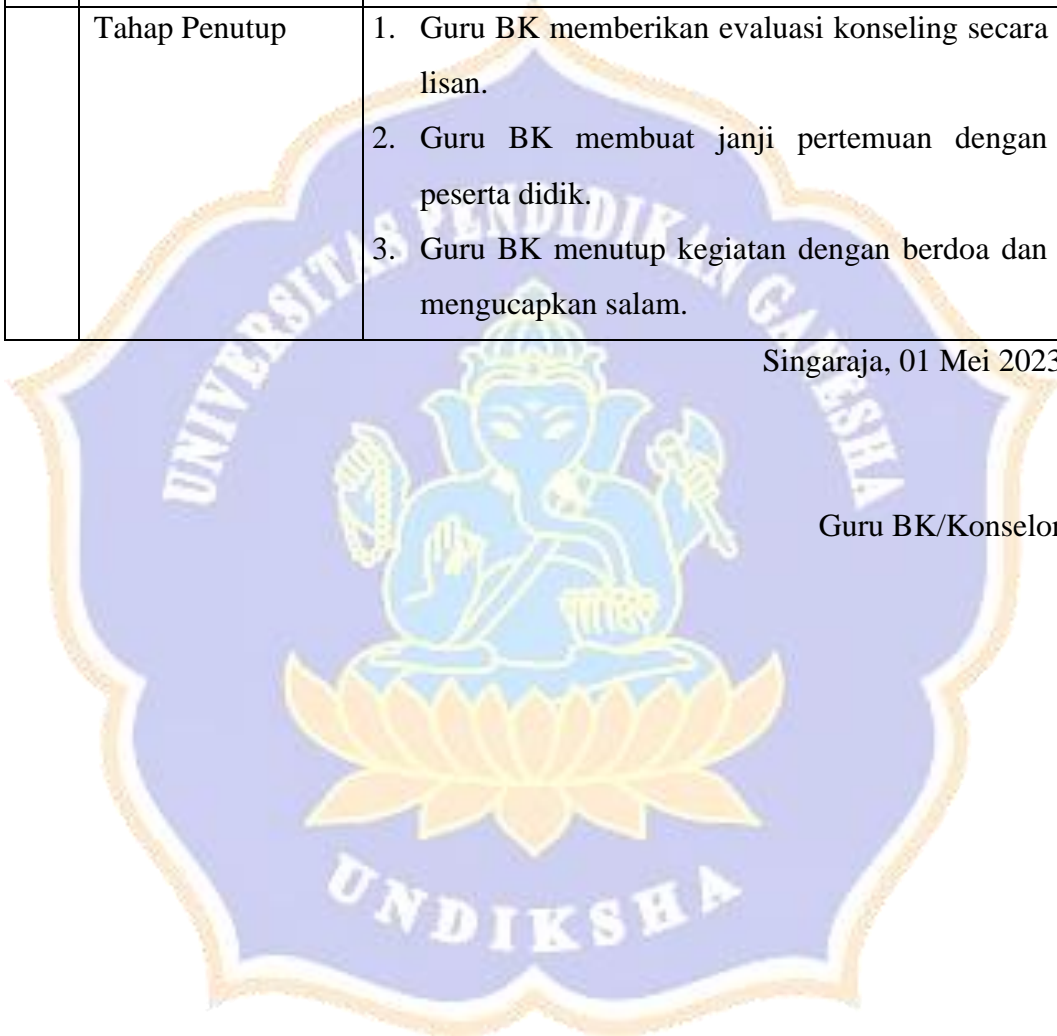 Tahap Penutup
1. Guru BK memberikan evaluasi konseling secara
lisan.
2. Guru BK membuat janji pertemuan dengan
peserta didik.
3. Guru BK menutup kegiatan dengan berdoa dan
mengucapkan salam.
Singaraja, 01 Mei 2023
Guru BK/Konselor
UNIVERSITAS PENDIDIKAN GANESHA
UNDIKSHA